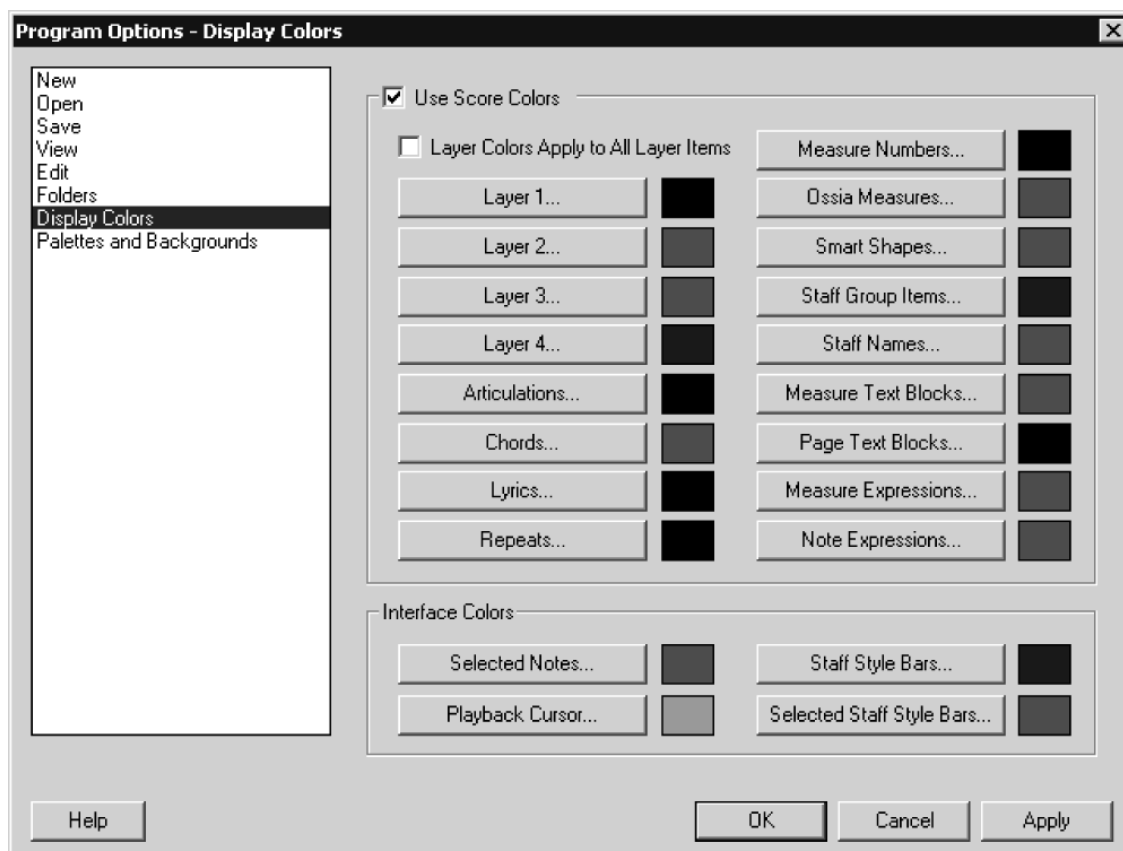 Program Options - Display Colors
New
Open
Save
View
Edit
Folders
Display Colors
Palettes and Backgrounds
Use Score Colors
Layer Colors Apply to All Layer Items
Layer 1...
Layer 2...
Layer 3...
Layer 4...
Articulations...
Chords...
Lyrics...
Repeats...
Measure Numbers...
Ossia Measures...
Smart Shapes...
Staff Group Items...
Staff Names...
Measure Text Blocks...
Page Text Blocks...
Measure Expressions...
Note Expressions...
Interface Colors
Selected Notes...
Playback Cursor...
Staff Style Bars...
Selected Staff Style Bars...
Help
OK
Cancel
Apply